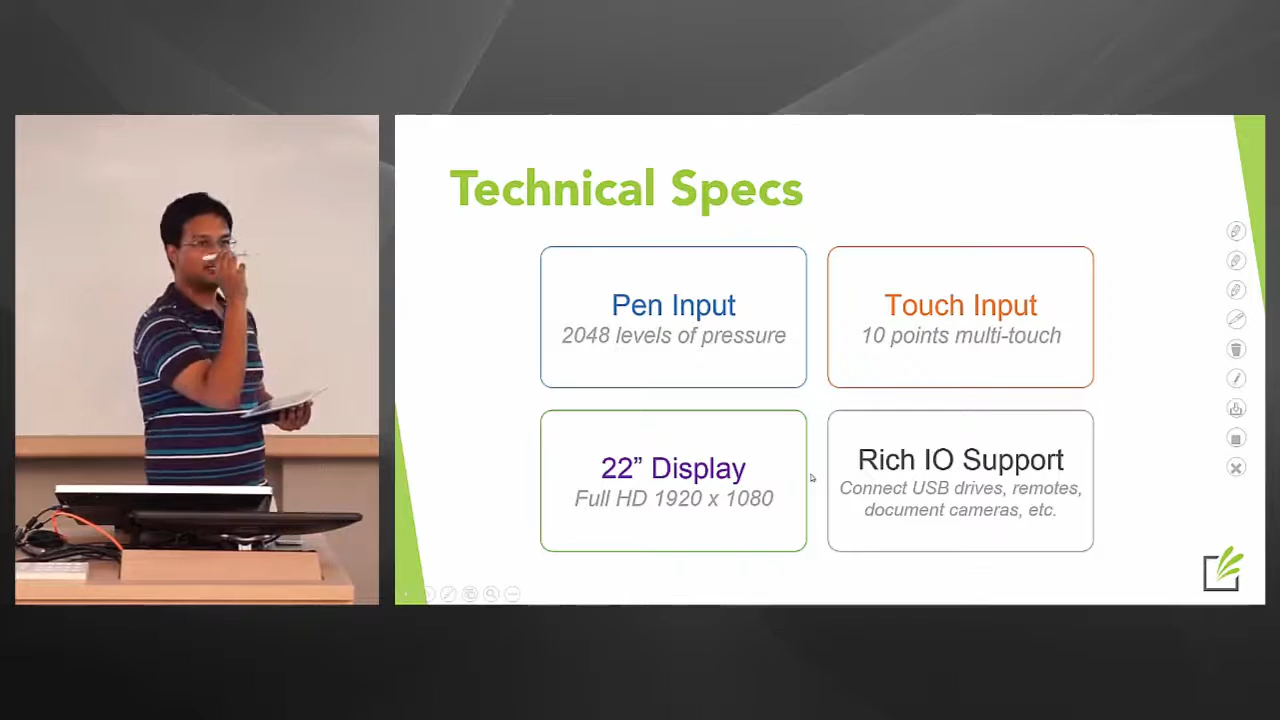 Technical Specs
Pen Input
2048 levels of pressure
Touch Input
10 points multi-touch
22” Display
Full HD 1920 x 1080
Rich IO Support
Connect USB drives, remotes,
document cameras, etc.